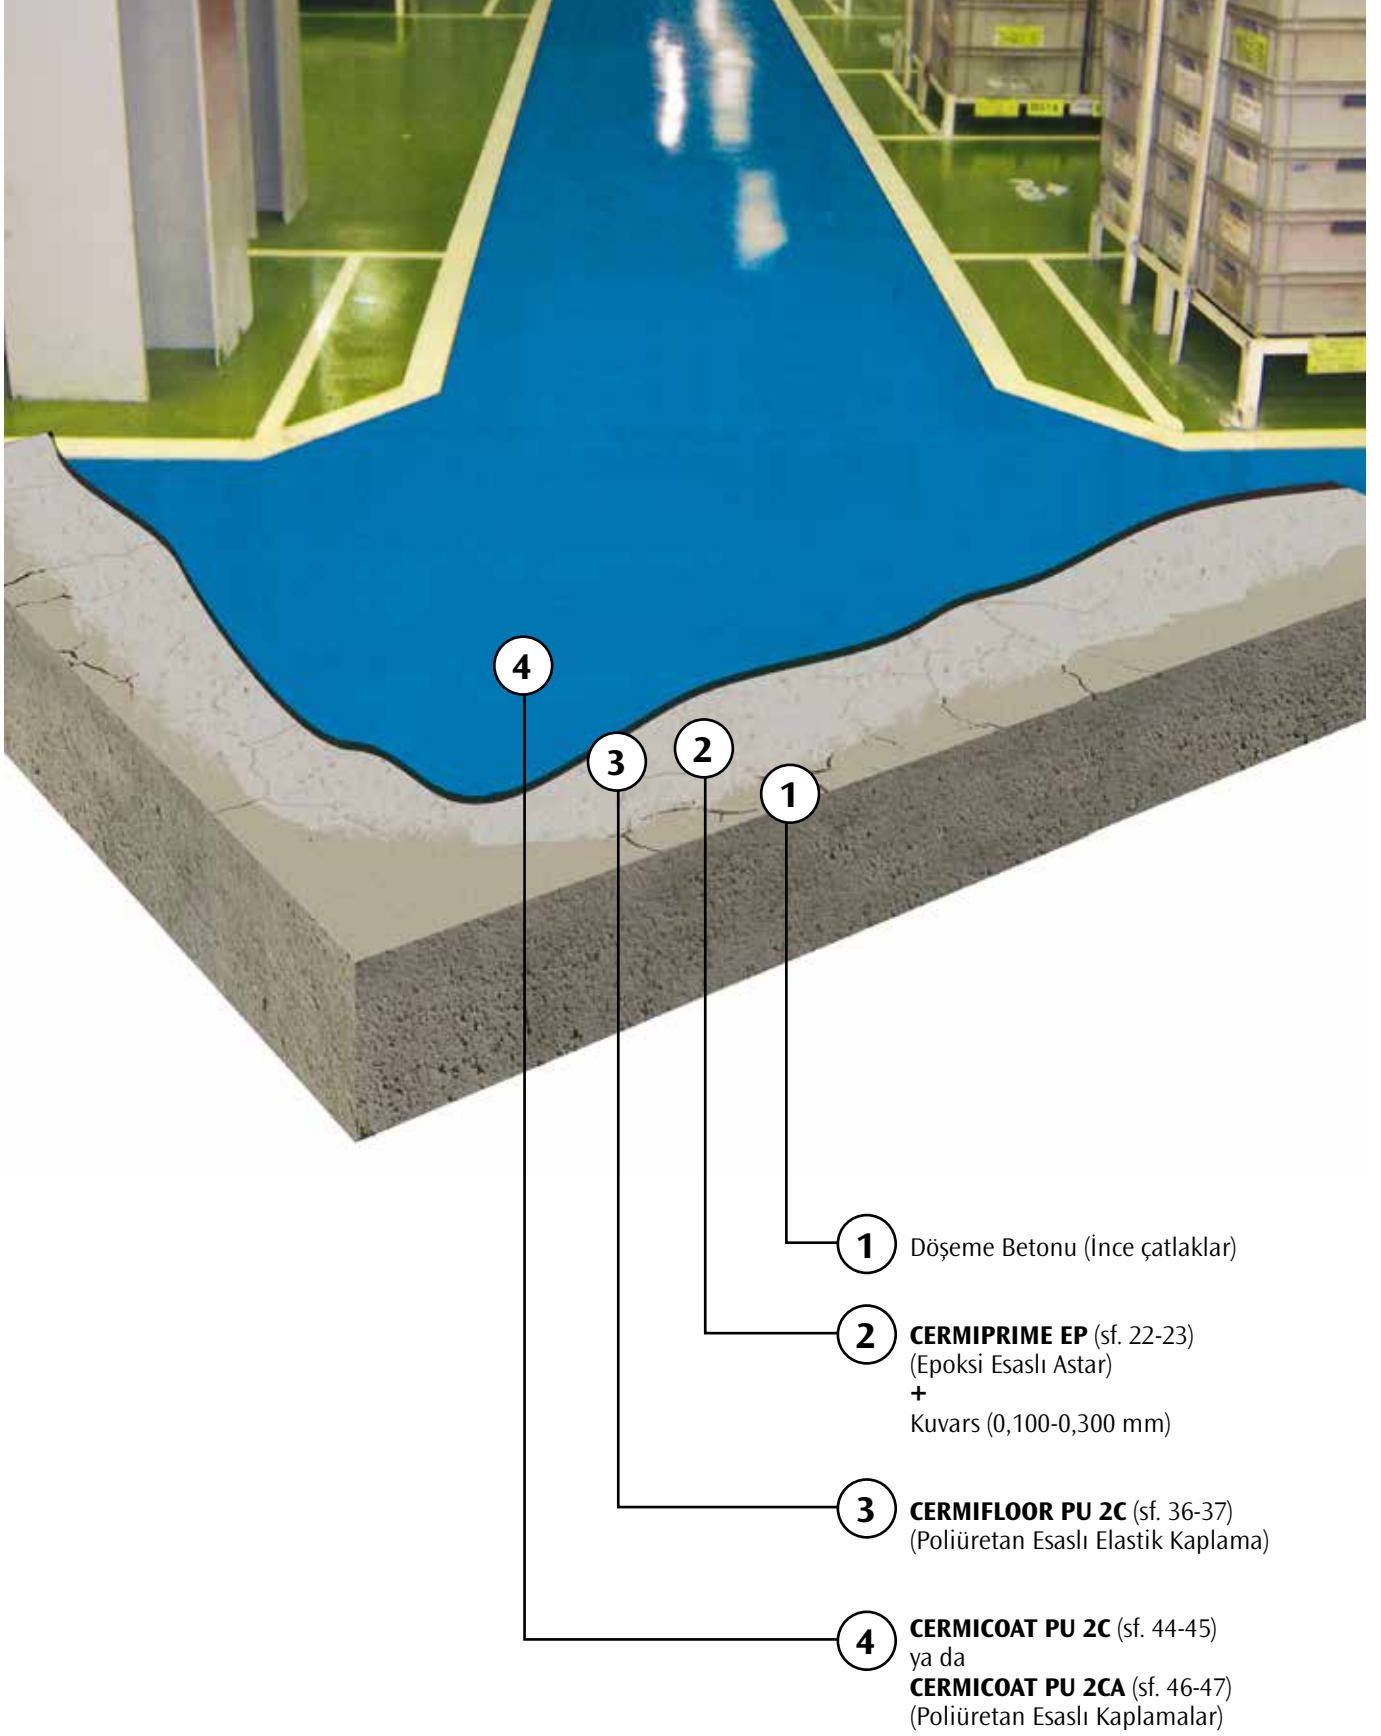 4
3
2
1
1 Döşeme Betonu (İnce çatlaklar)
2 CERMIPRIME EP (sf. 22-23)
(Epoksi Esaslı Astar)
+
Kuvars (0,100-0,300 mm)
3 CERMIFLOOR PU 2C (sf. 36-37)
(Poliüretan Esaslı Elastik Kaplama)
4 CERMICOAT PU 2C (sf. 44-45)
ya da
CERMICOAT PU 2CA (sf. 46-47)
(Poliüretan Esaslı Kaplamalar)